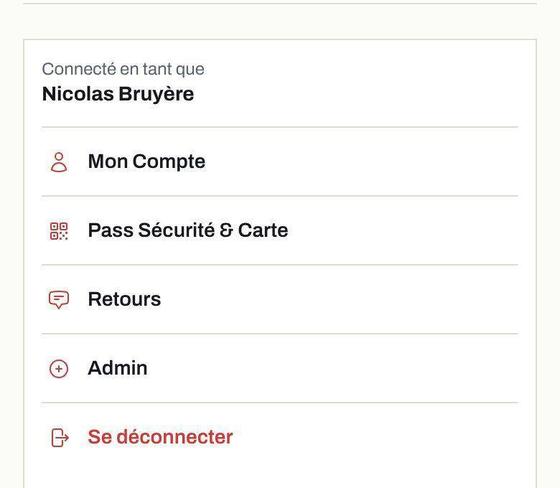 Connecté en tant que
Nicolas Bruyère
Mon Compte
Pass Sécurité & Carte
Retours
Admin
Se déconnecter